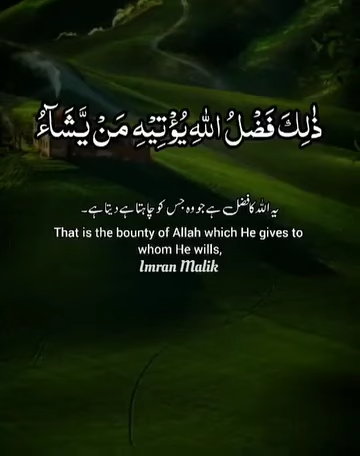 ذٰلِكَ فَضْلُ اللّٰهِ يُؤْتِيْهِ مَنْ يَّشَآءُ
یہ اللہ کا فضل ہے جو وہ جس کو چاہتا ہے دیتا ہے۔
That is the bounty of Allah which He gives to
whom He wills,
Imran Malik